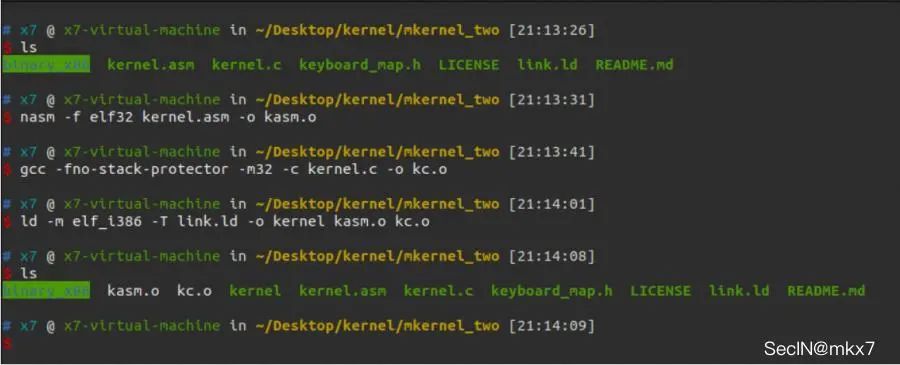 # x7 @ x7-virtual-machine in ~/Desktop/kernel/mkernel_two [21:13:26]
$ ls
binary_x86 kernel.asm kernel.c keyboard_map.h LICENSE link.ld README.md
# x7 @ x7-virtual-machine in ~/Desktop/kernel/mkernel_two [21:13:31]
$ nasm -f elf32 kernel.asm -o kasm.o
# x7 @ x7-virtual-machine in ~/Desktop/kernel/mkernel_two [21:13:41]
$ gcc -fno-stack-protector -m32 -c kernel.c -o kc.o
# x7 @ x7-virtual-machine in ~/Desktop/kernel/mkernel_two [21:14:01]
$ ld -m elf_i386 -T link.ld -o kernel kasm.o kc.o
# x7 @ x7-virtual-machine in ~/Desktop/kernel/mkernel_two [21:14:08]
$ ls
binary_x86 kasm.o kc.o kernel kernel.asm kernel.c keyboard_map.h LICENSE link.ld README.md
# x7 @ x7-virtual-machine in ~/Desktop/kernel/mkernel_two [21:14:09]
$
SecIN@mkx7